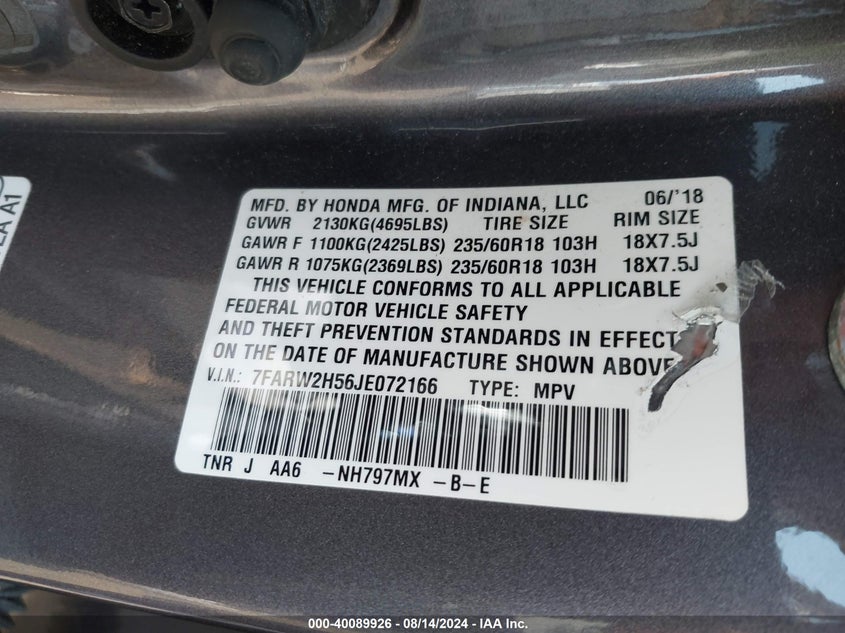 MFD. BY HONDA MFG. OF INDIANA, LLC 06/'18
GVWR 2130KG(4695LBS) TIRE SIZE RIM SIZE
GAWR F 1100KG(2425LBS) 235/60R18 103H 18X7.5J
GAWR R 1075KG(2369LBS) 235/60R18 103H 18X7.5J
THIS VEHICLE CONFORMS TO ALL APPLICABLE
FEDERAL MOTOR VEHICLE SAFETY
AND THEFT PREVENTION STANDARDS IN EFFECT
ON THE DATE OF MANUFACTURE SHOWN ABOVE
V.I.N.: 7FARW2H56JE072166 TYPE: MPV
TNR J AA6 -NH797MX -B-E
A1
000-40089926 - 08/14/2024 - IAA Inc.